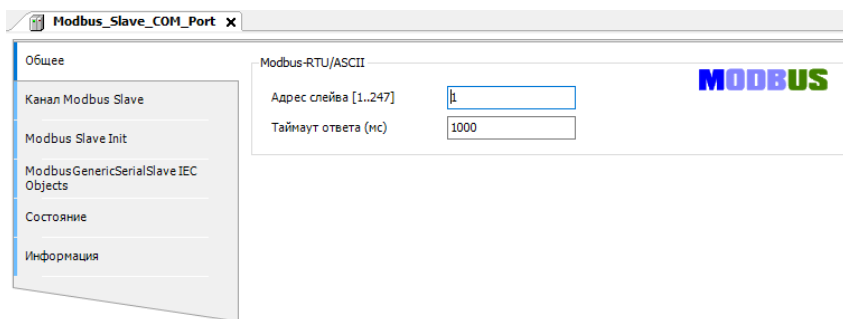 Modbus_Slave_COM_Port x
Общее
Modbus-RTU/ASCII
MODBUS
Адрес слейва [1..247]
1
Таймаут ответа (мс)
1000
Канал Modbus Slave
Modbus Slave Init
ModbusGenericSerialSlave IEC
Objects
Состояние
Информация